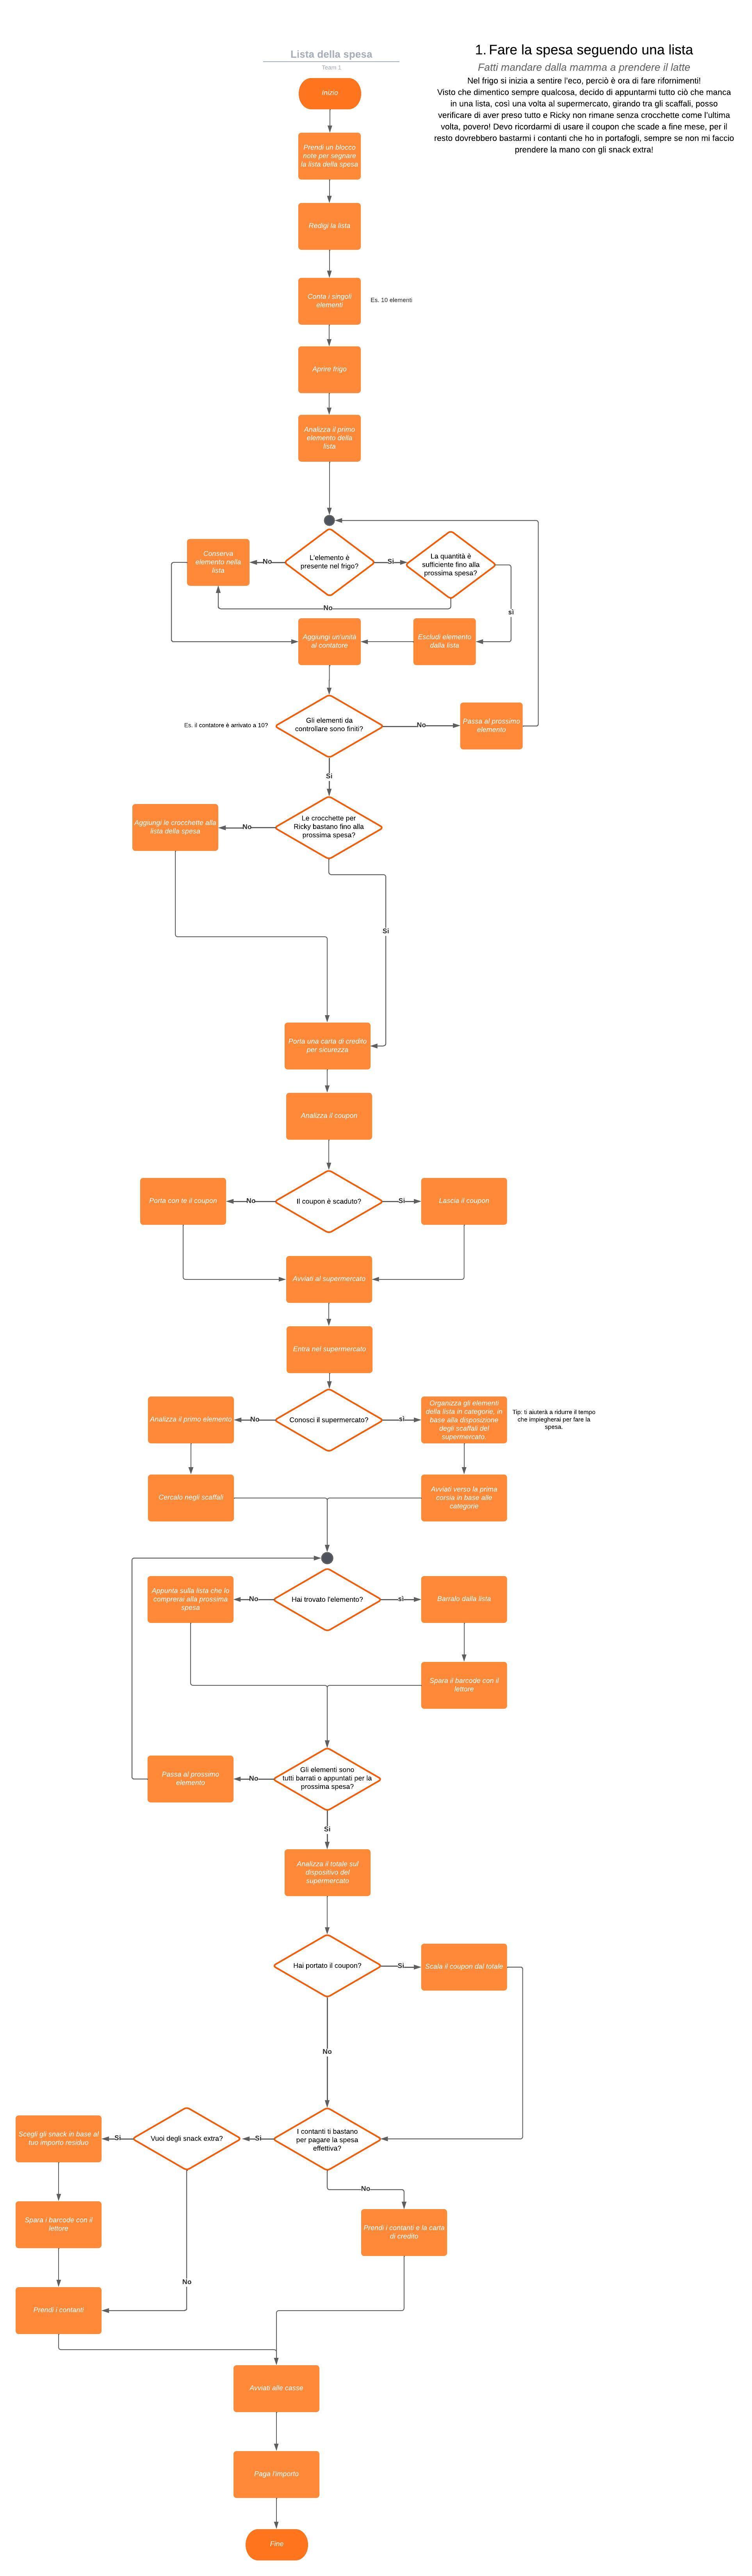 Lista della spesa
Team 1
1. Fare la spesa seguendo una lista
Fatti mandare dalla mamma a prendere il latte
Nel frigo si inizia a sentire l'eco, perciò è ora di fare rifornimenti!
Visto che dimentico sempre qualcosa, decido di appuntarmi tutto ciò che manca
in una lista, così una volta al supermercato, girando tra gli scaffali, posso
verificare di aver preso tutto e Ricky non rimane senza crocchette come l'ultima
volta, povero! Devo ricordarmi di usare il coupon che scade a fine mese, per il
resto dovrebbero bastarmi i contanti che ho in portafogli, sempre se non mi faccio
prendere la mano con gli snack extra!
Inizio
Prendi un blocco
note per segnare
la lista della spesa
Redigi la lista
Conta i singoli
elementi
Es. 10 elementi
Aprire frigo
Analizza il primo
elemento della
lista
Conserva
elemento nella
lista
No
L'elemento è
presente nel frigo?
Sì
La quantità è
sufficiente fino alla
prossima spesa?
No
sì
Aggiungi un'unità
al contatore
Escludi elemento
dalla lista
Es. il contatore è arrivato a 10?
Gli elementi da
controllare sono finiti?
No
Passa al prossimo
elemento
Sì
Aggiungi le crocchette alla
lista della spesa
No
Le crocchette per
Ricky bastano fino alla
prossima spesa?
Sì
Porta una carta di credito
per sicurezza
Analizza il coupon
Porta con te il coupon
No
Il coupon è scaduto?
Sì
Lascia il coupon
Avviati al supermercato
Entra nel supermercato
Analizza il primo elemento
No
Conosci il supermercato?
sì
Organizza gli elementi
della lista in categorie, in
base alla disposizione
degli scaffali del
supermercato.
Tip: ti aiuterà a ridurre il tempo
che impiegherai per fare la
spesa.
Cercalo negli scaffali
Avviati verso la prima
corsia in base alle
categorie
Appunta sulla lista che lo
comprerai alla prossima
spesa
No
Hai trovato l'elemento?
sì
Barralo dalla lista
Spara il barcode con il
lettore
Passa al prossimo
elemento
No
Gli elementi sono
tutti barrati o appuntati per la
prossima spesa?
Sì
Analizza il totale sul
dispositivo del
supermercato
Hai portato il coupon?
Sì
Scala il coupon dal totale
No
Scegli gli snack in base al
tuo importo residuo
Sì
Vuoi degli snack extra?
Sì
I contanti ti bastano
per pagare la spesa
effettiva?
No
Spara i barcode con il
lettore
Prendi i contanti e la carta
di credito
No
Prendi i contanti
Avviati alle casse
Paga l'importo
Fine